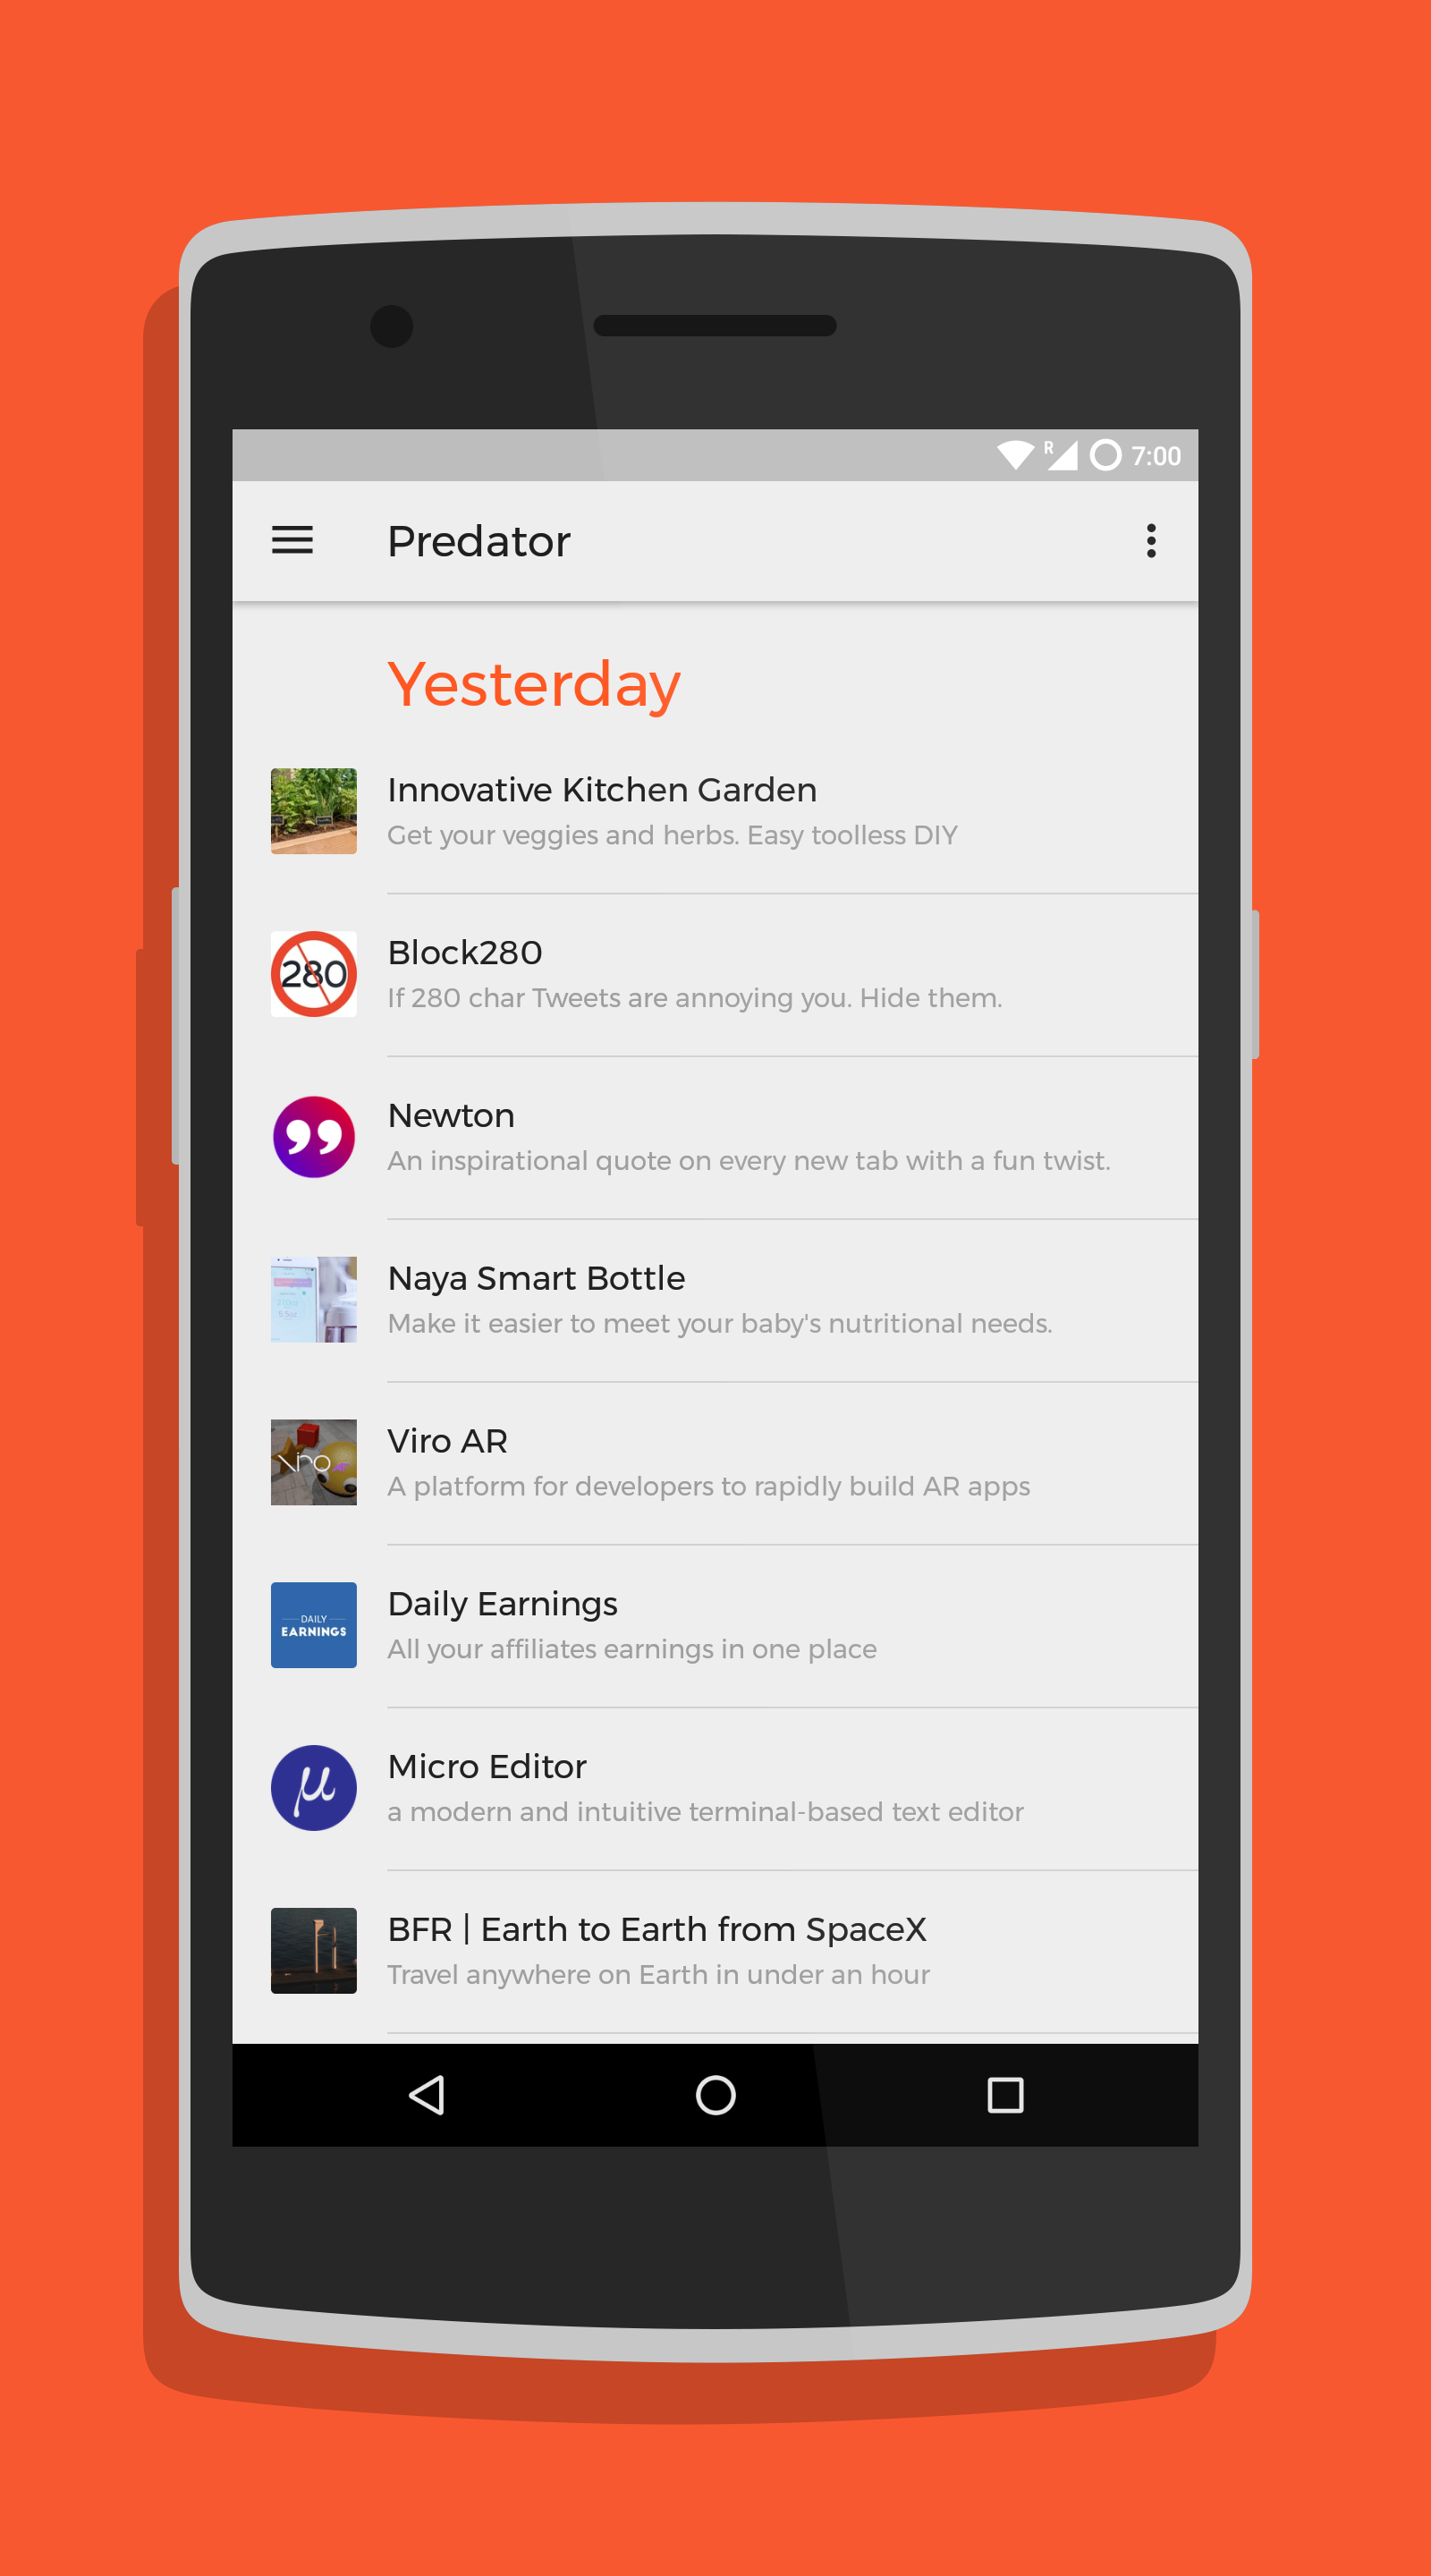 R 7:00
Predator
Yesterday
Innovative Kitchen Garden
Get your veggies and herbs. Easy toolless DIY
280
Block280
If 280 char Tweets are annoying you. Hide them.
”
Newton
An inspirational quote on every new tab with a fun twist.
Naya Smart Bottle
Make it easier to meet your baby's nutritional needs.
Viro AR
Viro AR
A platform for developers to rapidly build AR apps
DAILY
EARNINGS
Daily Earnings
All your affiliates earnings in one place
μ
Micro Editor
a modern and intuitive terminal-based text editor
BFR | Earth to Earth from SpaceX
Travel anywhere on Earth in under an hour